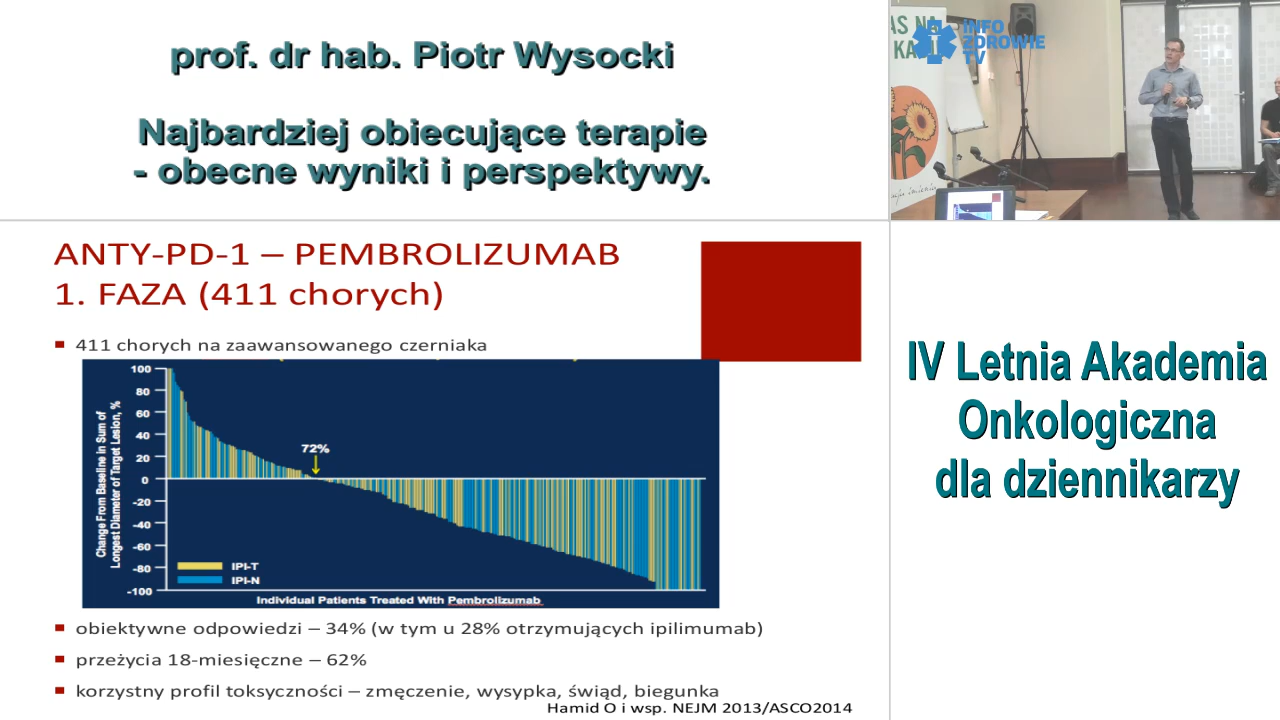 prof. dr hab. Piotr Wysocki
Najbardziej obiecujące terapie
- obecne wyniki i perspektywy.
INFO
ZDROWIE
TV
ANTY-PD-1 – PEMBROLIZUMAB
1. FAZA (411 chorych)
411 chorych na zaawansowanego czerniaka
Change From Baseline in Sum of
Longest Diameter of Target Lesion, %
100
80
60
40
20
0
-20
-40
-60
-80
-100
72%
IPI-T
IPI-N
Individual Patients Treated With Pembrolizumab
obiektywne odpowiedzi – 34% (w tym u 28% otrzymujących ipilimumab)
przeżycia 18-miesięczne – 62%
korzystny profil toksyczności – zmęczenie, wysypka, świąd, biegunka
Hamid O i wsp. NEJM 2013/ASCO2014
IV Letnia Akademia
Onkologiczna
dla dziennikarzy